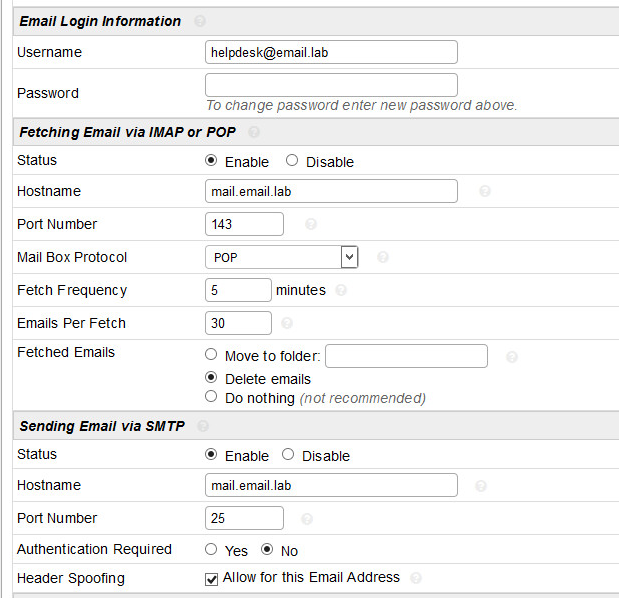 Email Login Information ?
Username helpdesk@email.lab
Password
To change password enter new password above.
Fetching Email via IMAP or POP ?
Status Enable Disable
Hostname mail.email.lab ?
Port Number 143 ?
Mail Box Protocol POP ?
Fetch Frequency 5 minutes ?
Emails Per Fetch 30 ?
Fetched Emails Move to folder: ?
Delete emails
Do nothing (not recommended)
Sending Email via SMTP ?
Status Enable Disable
Hostname mail.email.lab ?
Port Number 25 ?
Authentication Required Yes No
Header Spoofing Allow for this Email Address ?